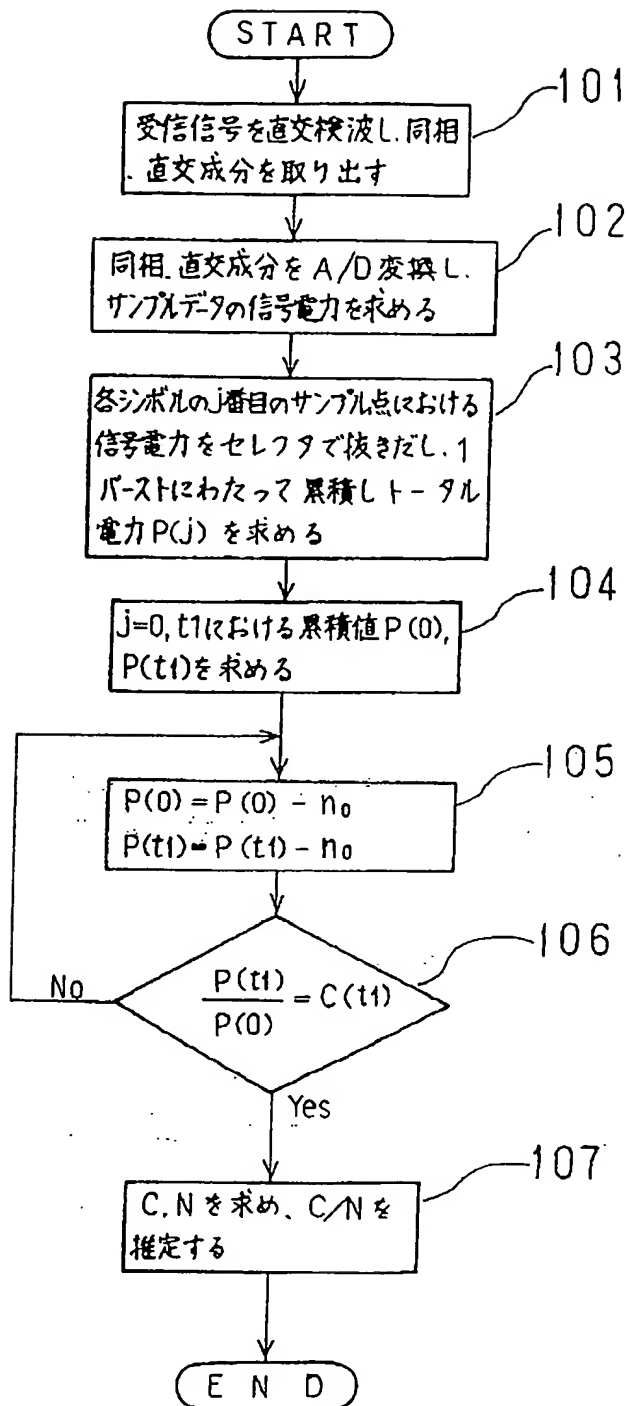 START
101
受信信号を直交検波し、同相
、直交成分を取り出す
102
同相、直交成分をA/D変換し、
サンプルデータの信号電力を求める
103
各シンボルのj番目のサンプル点における
信号電力をセレクタで抜きだし、1
バーストにわたって累積しトータル
電力P(j)を求める
104
j=0, t1における累積値P(0),
P(t1)を求める
105
P(0)=P(0)-n0
P(t1)=P(t1)-n0
106
P(t1)
P(0)
=C(t1)
No
Yes
107
C,Nを求め、C/Nを
推定する
END